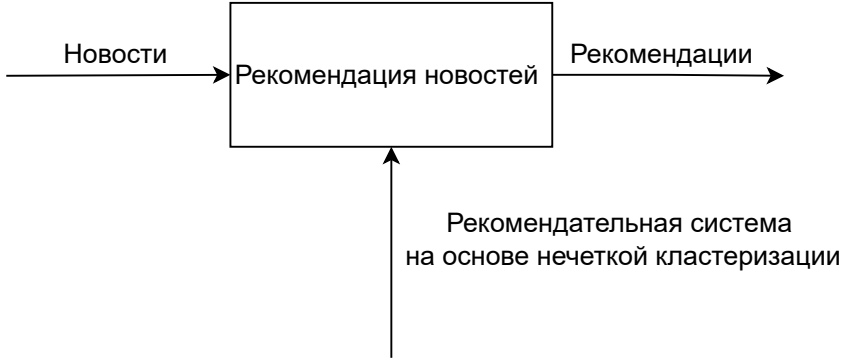 Новости
Рекомендации
Рекомендация новостей
Рекомендательная система
на основе нечеткой кластеризации